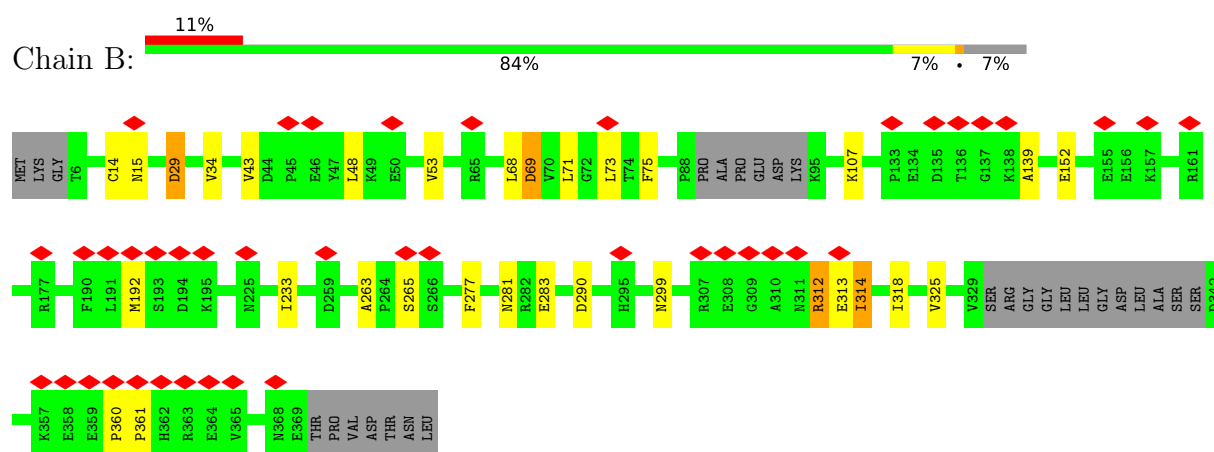 11%
Chain B:
84% 7% • 7%
MET LYS GLY T6 C14 N15 D29 V34 V43 D44 P45 E46 Y47 L48 K49 E50 V53 R65 L68 D69 V70 L71 G72 L73 T74 F75 P88 PRO ALA PRO GLU ASP LYS K95 K107 P133 E134 D135 T136 G137 K138 A139 E152 E155 E156 K157 R161
R177 F190 L191 M192 S193 D194 K195 N225 I233 D259 A263 P264 S265 S266 F277 N281 R282 E283 D290 H295 N299 R307 E308 G309 A310 N311 R312 E313 I314 I318 V325 V329 SER ARG GLY GLY LEU LEU GLY ASP LEU ALA SER SER
K357 E358 E359 P360 P361 H362 R363 E364 V365 N368 E369 THR PRO VAL ASP THR ASN LEU